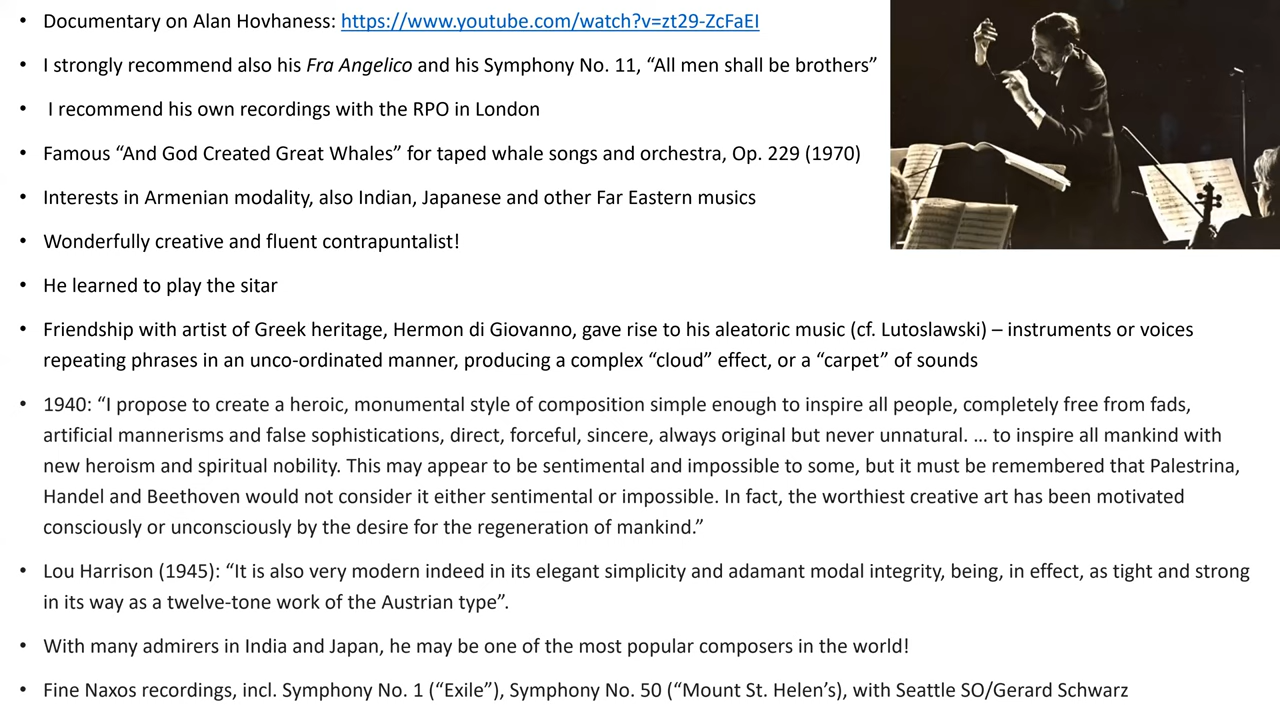 • Documentary on Alan Hovhaness: https://www.youtube.com/watch?v=zt29-ZcFaEI
• I strongly recommend also his Fra Angelico and his Symphony No. 11, “All men shall be brothers”
• I recommend his own recordings with the RPO in London
• Famous “And God Created Great Whales” for taped whale songs and orchestra, Op. 229 (1970)
• Interests in Armenian modality, also Indian, Japanese and other Far Eastern musics
• Wonderfully creative and fluent contrapuntalist!
• He learned to play the sitar
• Friendship with artist of Greek heritage, Hermon di Giovanno, gave rise to his aleatoric music (cf. Lutoslawski) – instruments or voices
repeating phrases in an unco-ordinated manner, producing a complex “cloud” effect, or a “carpet” of sounds
• 1940: “I propose to create a heroic, monumental style of composition simple enough to inspire all people, completely free from fads,
artificial mannerisms and false sophistications, direct, forceful, sincere, always original but never unnatural. … to inspire all mankind with
new heroism and spiritual nobility. This may appear to be sentimental and impossible to some, but it must be remembered that Palestrina,
Handel and Beethoven would not consider it either sentimental or impossible. In fact, the worthiest creative art has been motivated
consciously or unconsciously by the desire for the regeneration of mankind.”
• Lou Harrison (1945): “It is also very modern indeed in its elegant simplicity and adamant modal integrity, being, in effect, as tight and strong
in its way as a twelve-tone work of the Austrian type”.
• With many admirers in India and Japan, he may be one of the most popular composers in the world!
• Fine Naxos recordings, incl. Symphony No. 1 (“Exile”), Symphony No. 50 (“Mount St. Helen’s), with Seattle SO/Gerard Schwarz